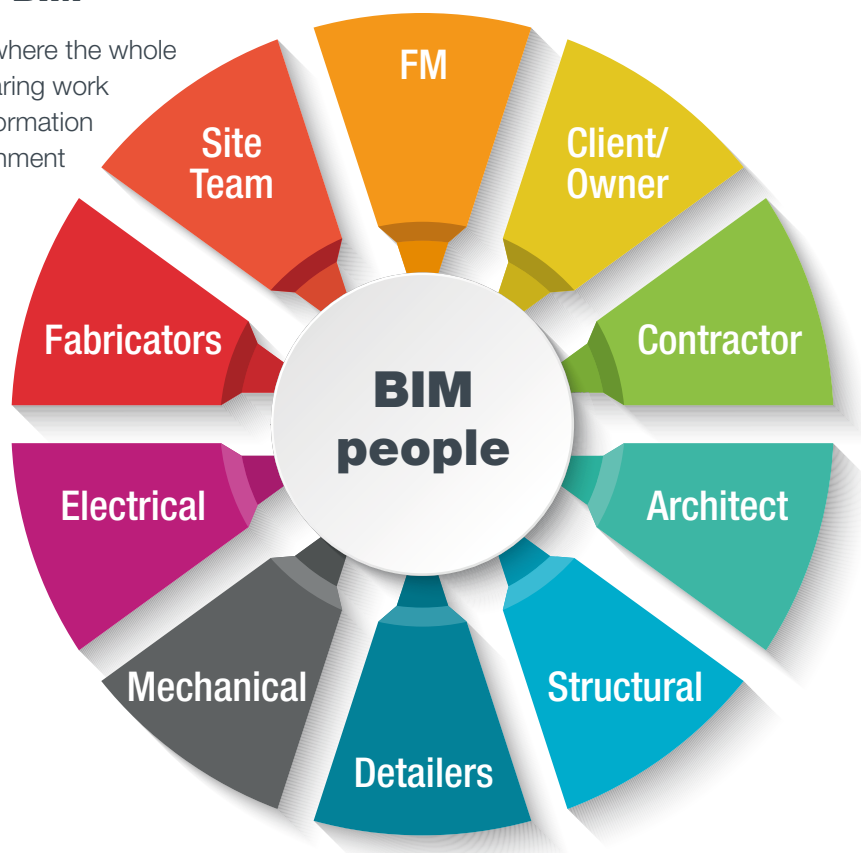 BIM
where the whole
aring work
ormation
nment
FM
Client/
Owner
Contractor
Architect
Structural
Detailers
Mechanical
Electrical
Fabricators
Site
Team
BIM
people